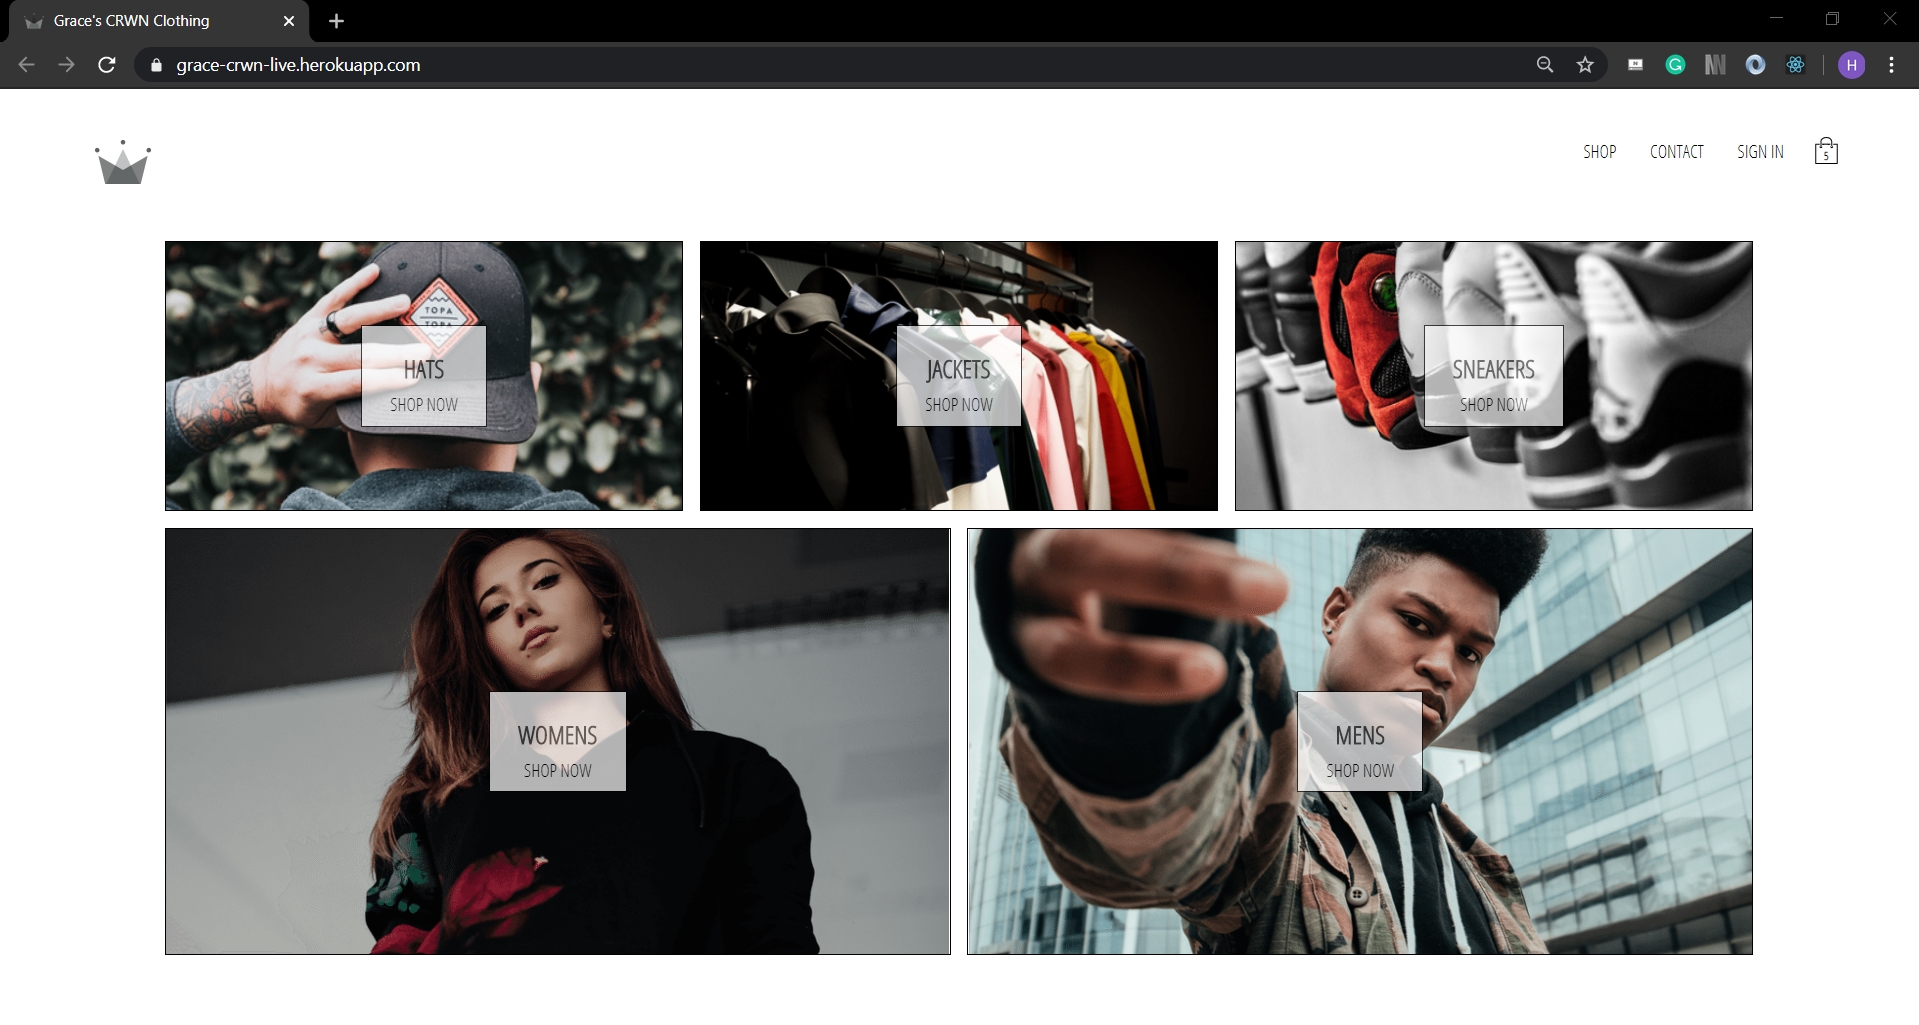 Grace's CRWN Clothing
grace-crwn-live.herokuapp.com
H
SHOP CONTACT SIGN IN 5
TOPA
TOPA
HATS
SHOP NOW
JACKETS
SHOP NOW
SNEAKERS
SHOP NOW
WOMENS
SHOP NOW
MENS
SHOP NOW